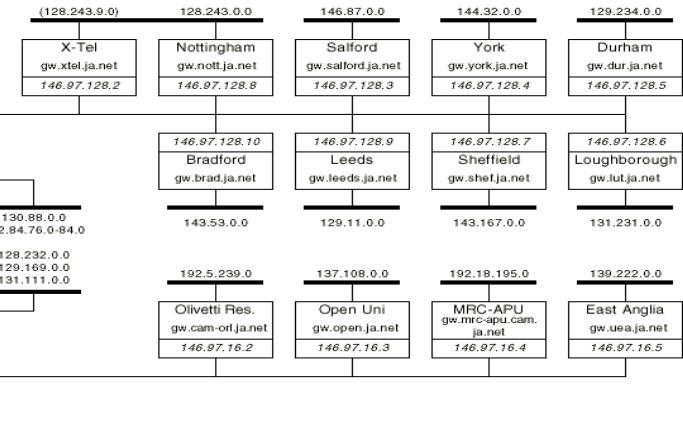 (128.243.9.0) 128.243.0.0 146.87.0.0 144.32.0.0 129.234.0.0
X-Tel Nottingham Salford York Durham
gw.xtel.ja.net gw.nott.ja.net gw.salford.ja.net gw.york.ja.net gw.dur.ja.net
146.97.128.2 146.97.128.8 146.97.128.3 146.97.128.4 146.97.128.5
146.97.128.10 146.97.128.9 146.97.128.7 146.97.128.6
Bradford Leeds Sheffield Loughborough
gw.brad.ja.net gw.leeds.ja.net gw.shef.ja.net gw.lut.ja.net
130.88.0.0 143.53.0.0 129.11.0.0 143.167.0.0 131.231.0.0
2.84.76.0-84.0
128.232.0.0
129.169.0.0
131.111.0.0
192.5.239.0 137.108.0.0 192.18.195.0 139.222.0.0
Olivetti Res. Open Uni MRC-APU East Anglia
gw.cam-orl.ja.net gw.open.ja.net gw.mrc-apu.cam. gw.uea.ja.net
ja.net
146.97.16.2 146.97.16.3 146.97.16.4 146.97.16.5